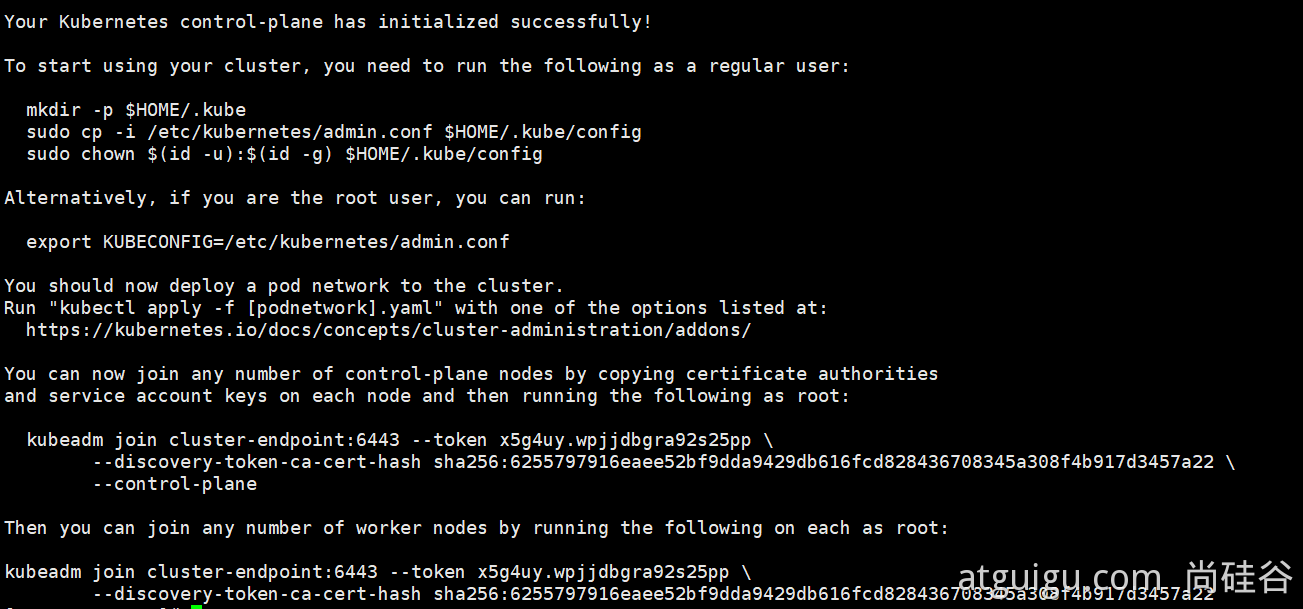 Your Kubernetes control-plane has initialized successfully!
To start using your cluster, you need to run the following as a regular user:
mkdir -p $HOME/.kube
sudo cp -i /etc/kubernetes/admin.conf $HOME/.kube/config
sudo chown $(id -u):$(id -g) $HOME/.kube/config
Alternatively, if you are the root user, you can run:
export KUBECONFIG=/etc/kubernetes/admin.conf
You should now deploy a pod network to the cluster.
Run "kubectl apply -f [podnetwork].yaml" with one of the options listed at:
https://kubernetes.io/docs/concepts/cluster-administration/addons/
You can now join any number of control-plane nodes by copying certificate authorities
and service account keys on each node and then running the following as root:
kubeadm join cluster-endpoint:6443 --token x5g4uy.wpjjdbgra92s25pp \
--discovery-token-ca-cert-hash sha256:6255797916eaee52bf9dda9429db616fcd828436708345a308f4b917d3457a22 \
--control-plane
Then you can join any number of worker nodes by running the following on each as root:
kubeadm join cluster-endpoint:6443 --token x5g4uy.wpjjdbgra92s25pp \
--discovery-token-ca-cert-hash sha256:6255797916eaee52bf9dda9429db616fcd828436708345a308f4b917d3457a22
atguigu.com 尚硅谷